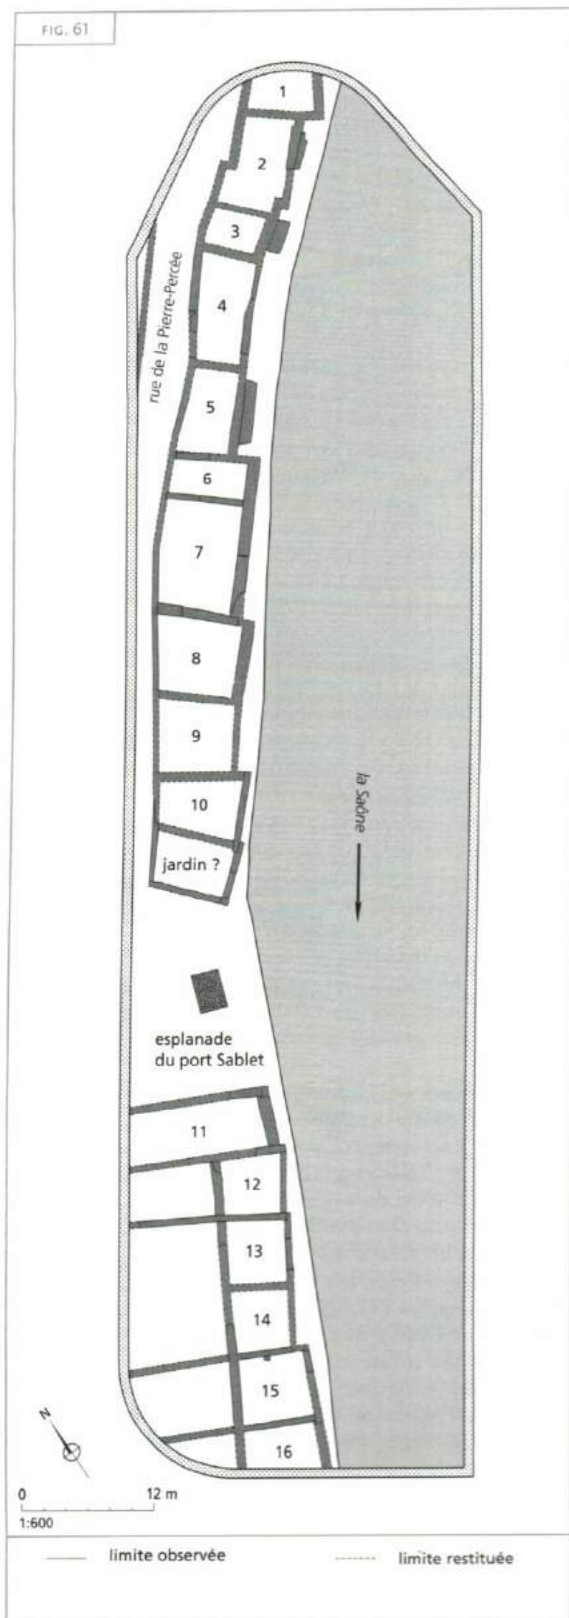 FIG. 61
1
2
3
rue de la Pierre-Percée
4
5
6
7
8
9
la Saône
10
jardin ?
esplanade
du port Sablet
11
12
13
14
15
16
N
0 12 m
1:600
limite observée
limite restituée